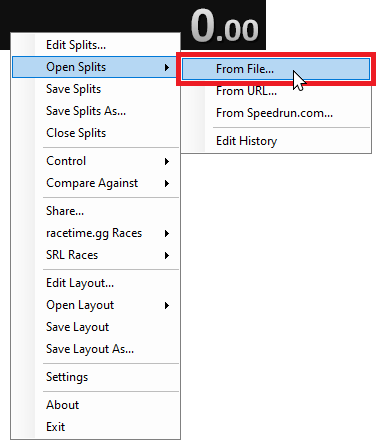 0.00
Edit Splits...
Open Splits
Save Splits
Save Splits As...
Close Splits
Control
Compare Against
Share...
racetime.gg Races
SRL Races
Edit Layout...
Open Layout
Save Layout
Save Layout As...
Settings
About
Exit
From File...
From URL...
From Speedrun.com...
Edit History